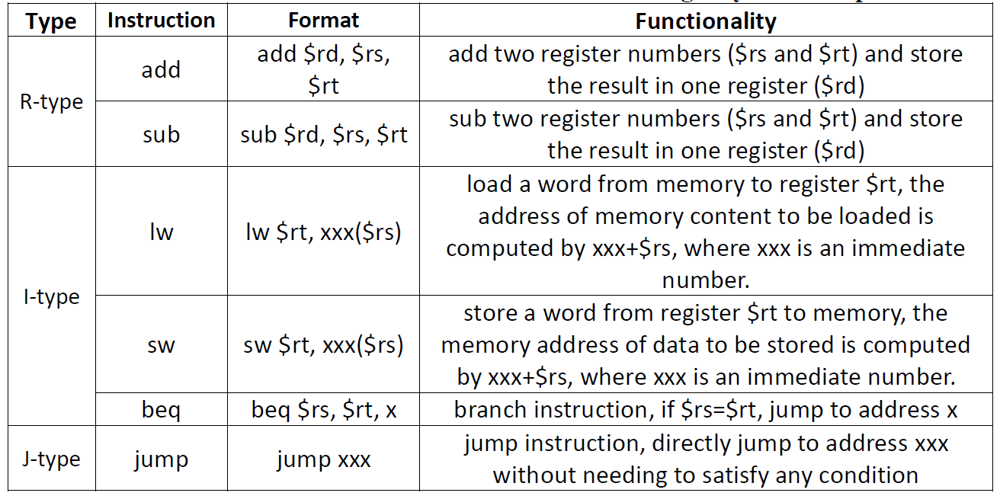 Type Instruction Format Functionality
R-type
add
add $rd, $rs,
$rt
add two register numbers ($rs and $rt) and store
the result in one register ($rd)
sub
sub $rd, $rs, $rt
sub two register numbers ($rs and $rt) and store
the result in one register ($rd)
I-type
lw
lw $rt, xxx($rs)
load a word from memory to register $rt, the
address of memory content to be loaded is
computed by xxx+$rs, where xxx is an immediate
number.
sw
sw $rt, xxx($rs)
store a word from register $rt to memory, the
memory address of data to be stored is computed
by xxx+$rs, where xxx is an immediate number.
beq
beq $rs, $rt, x
branch instruction, if $rs=$rt, jump to address x
J-type
jump
jump xxx
jump instruction, directly jump to address xxx
without needing to satisfy any condition